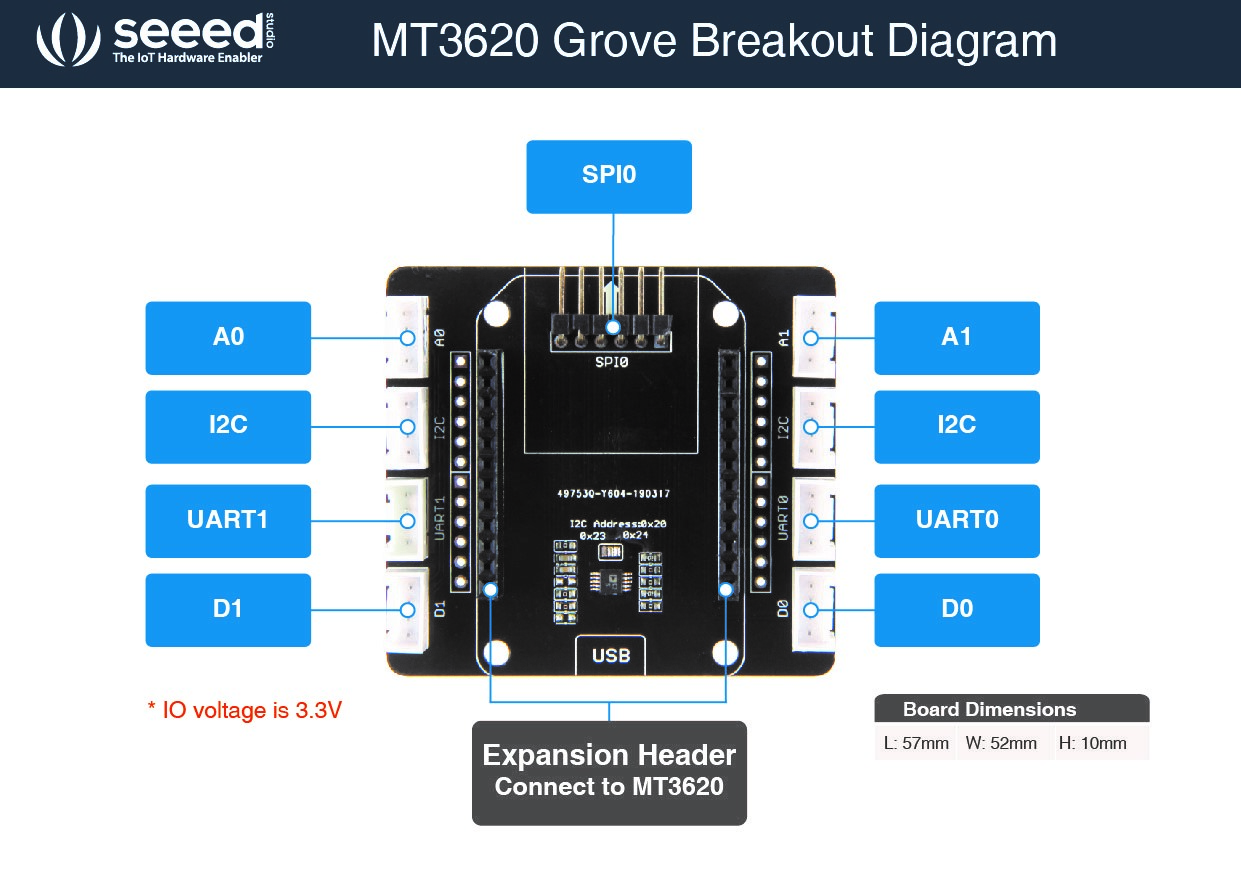 seeed studio
The IoT Hardware Enabler
MT3620 Grove Breakout Diagram
SPI0
A0
I2C
UART1
D1
A1
I2C
UART0
D0
A0
I2C
UART1
D1
SPI0
497530-Y604-190317
I2C Address:0x20
0x23 0x24
USB
A1
I2C
UART0
D0
* IO voltage is 3.3V
Expansion Header
Connect to MT3620
Board Dimensions
L: 57mm W: 52mm H: 10mm